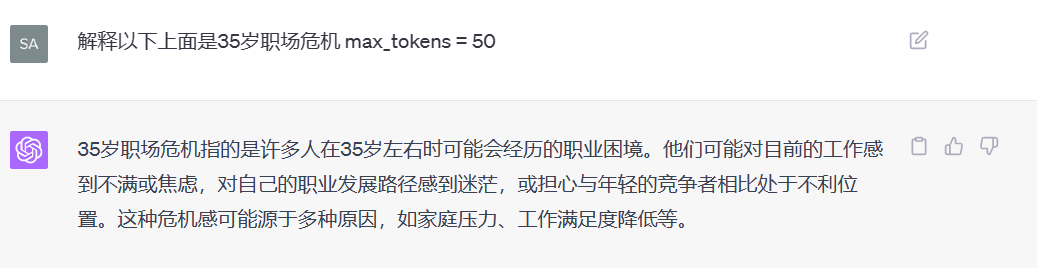 SA
解释以下上面是35岁职场危机 max_tokens = 50
35岁职场危机指的是许多人在35岁左右时可能会经历的职业困境。他们可能对目前的工作感
到不满或焦虑，对自己的职业发展路径感到迷茫，或担心与年轻的竞争者相比处于不利位
置。这种危机感可能源于多种原因，如家庭压力、工作满足度降低等。